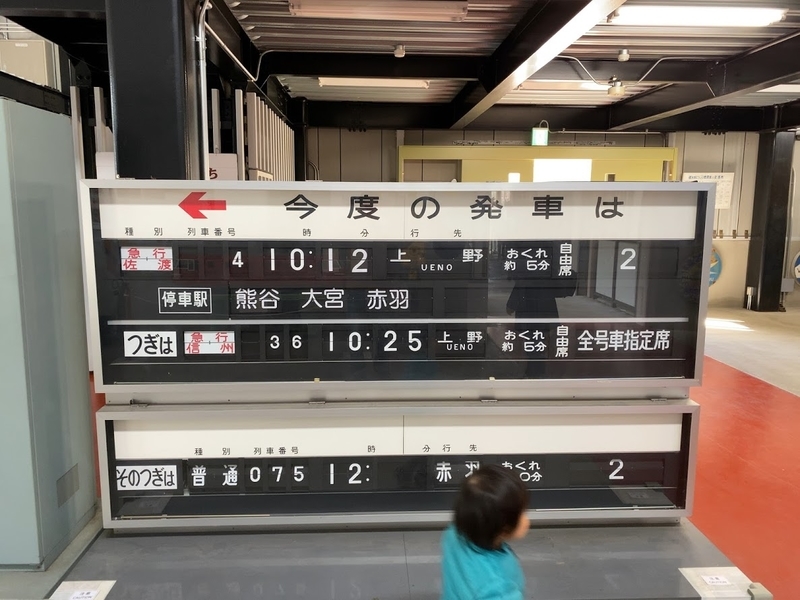 今度の発車は
種別 列車番号 時 分 行先
急行 佐渡 4 10:12 上野 UENO おくれ 約 5分 自由席 2
停車駅 熊谷 大宮 赤羽
つぎは 急行 信州 36 10:25 上野 UENO おくれ 約 5分 自由席 全号車指定席
種別 列車番号 時 分 行先
そのつぎは 普通 075 12: 赤羽 おくれ 0分 2